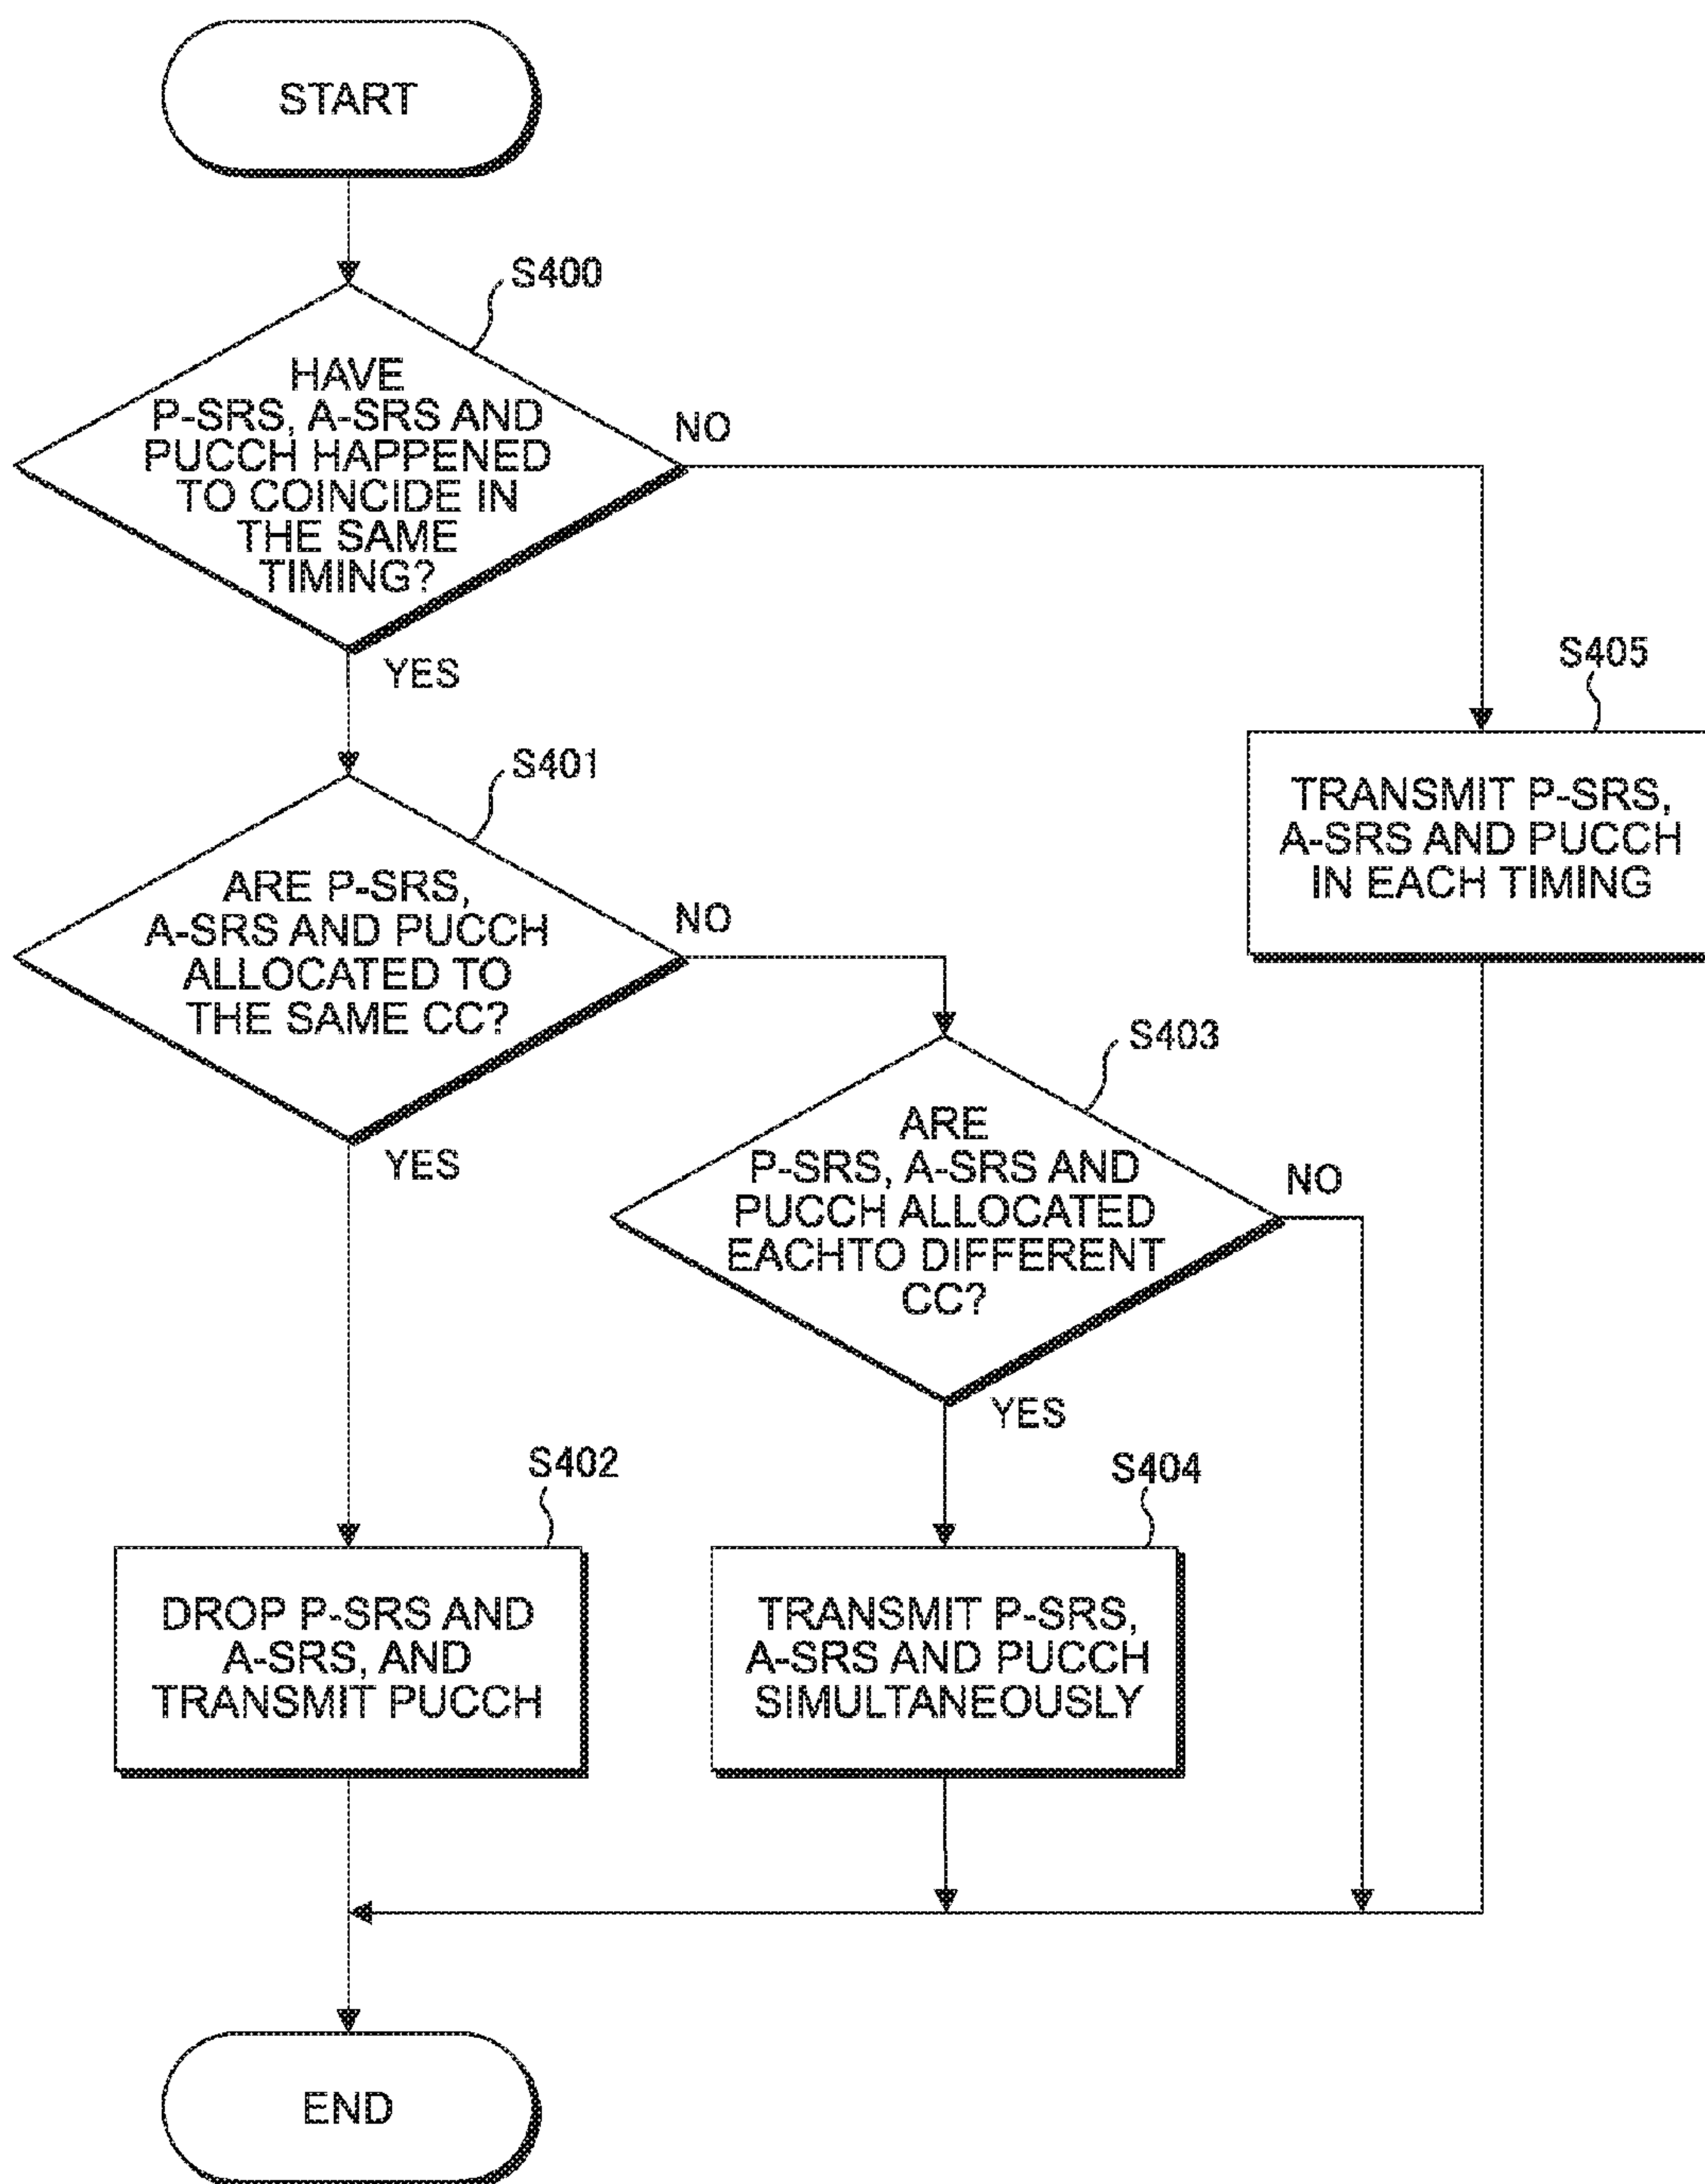 START
S400
HAVE
P-SRS, A-SRS AND
PUCCH HAPPENED
TO COINCIDE IN
THE SAME
TIMING?
NO
YES
S405
TRANSMIT P-SRS,
A-SRS AND PUCCH
IN EACH TIMING
S401
ARE P-SRS,
A-SRS AND PUCCH
ALLOCATED TO
THE SAME CC?
NO
YES
S403
ARE
P-SRS, A-SRS AND
PUCCH ALLOCATED
EACHTO DIFFERENT
CC?
NO
YES
S402
DROP P-SRS AND
A-SRS, AND
TRANSMIT PUCCH
S404
TRANSMIT P-SRS,
A-SRS AND PUCCH
SIMULTANEOUSLY
END